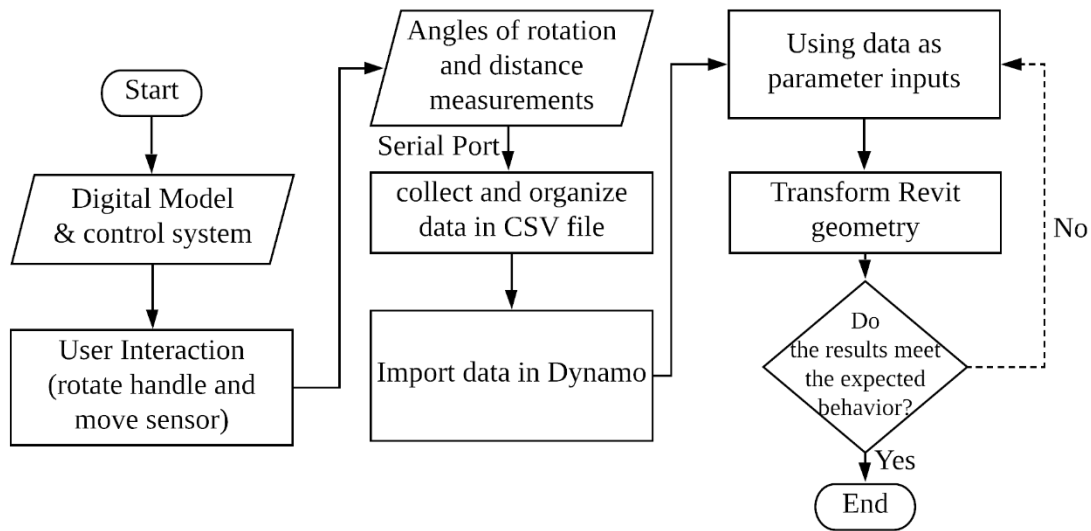 Start
Digital Model
& control system
User Interaction
(rotate handle and
move sensor)
Angles of rotation
and distance
measurements
Serial Port
collect and organize
data in CSV file
Import data in Dynamo
Using data as
parameter inputs
Transform Revit
geometry
Do
the results meet
the expected
behavior?
No
Yes
End